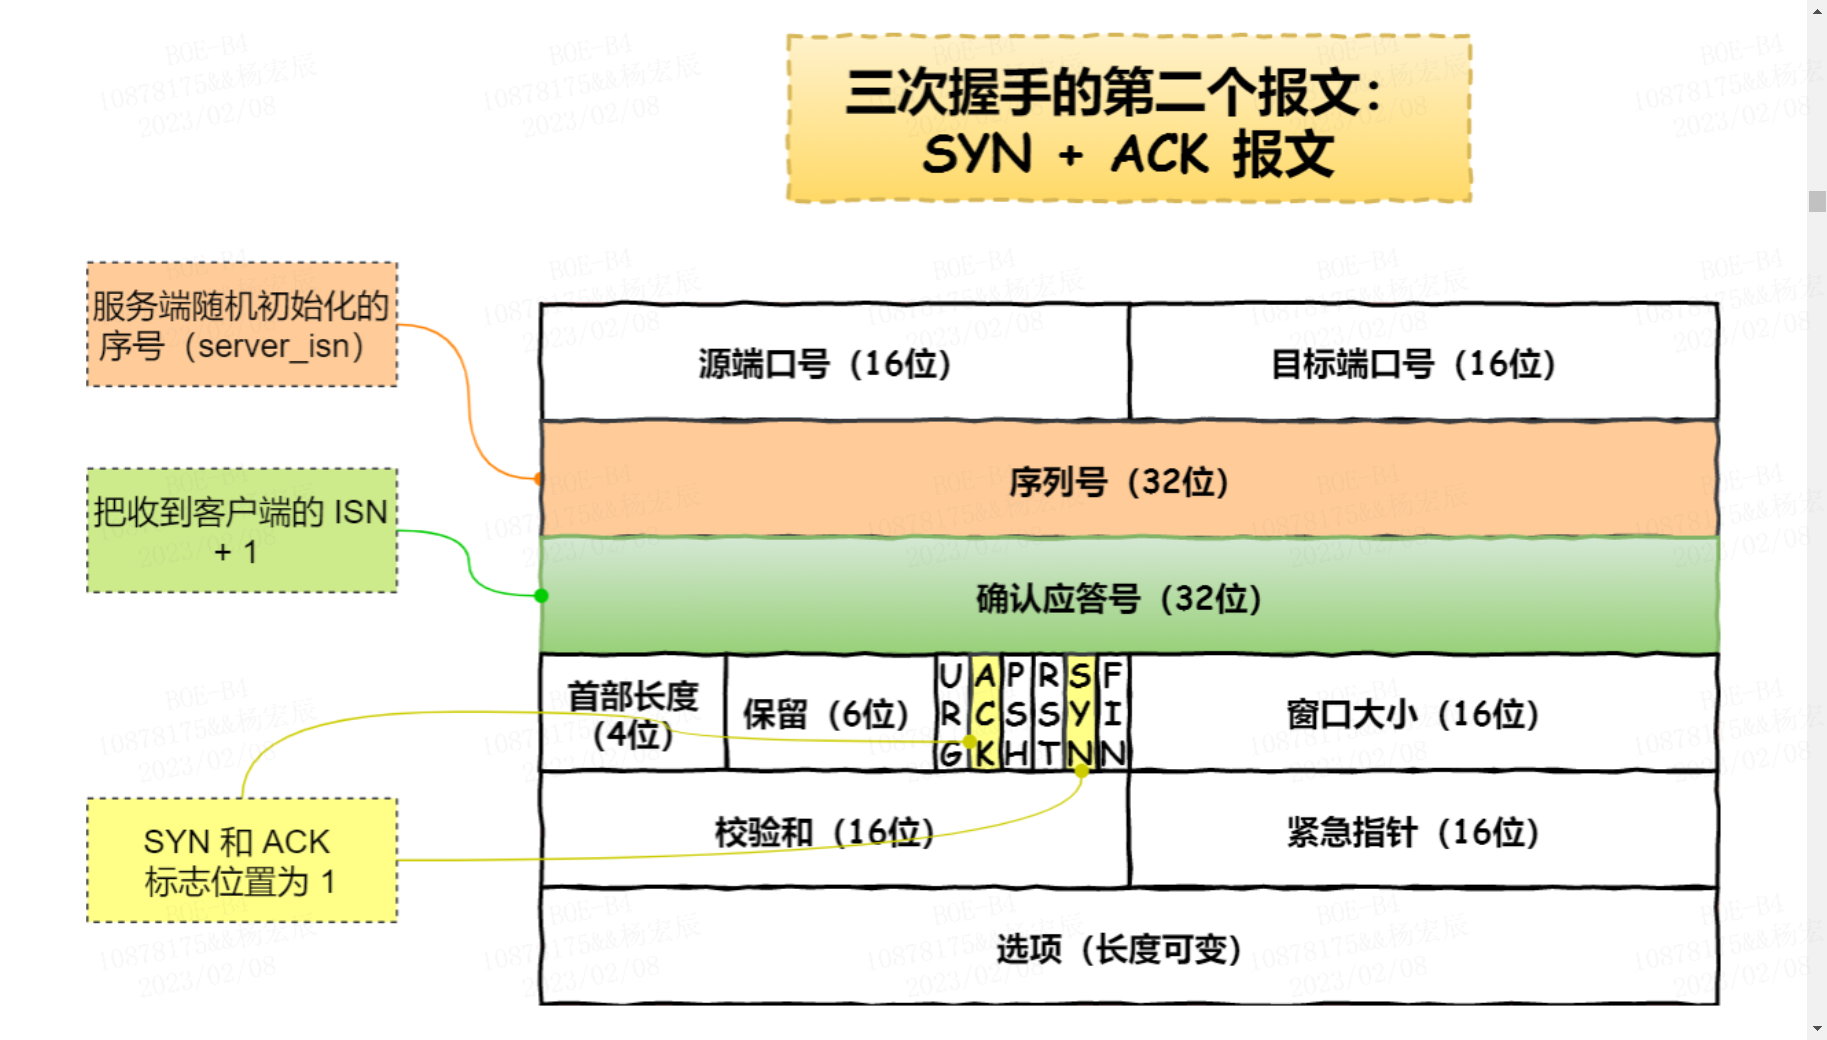 三次握手的第二个报文：
SYN + ACK 报文
服务端随机初始化的
序号（server_isn）
把收到客户端的 ISN
+ 1
SYN 和 ACK
标志位置为 1
源端口号（16位）
目标端口号（16位）
序列号（32位）
确认应答号（32位）
首部长度
（4位）
保留（6位）
URG
ACK
PSH
RST
SYN
FIN
窗口大小（16位）
校验和（16位）
紧急指针（16位）
选项（长度可变）
BOE-B4
10878175&&杨宏辰
2023/02/08